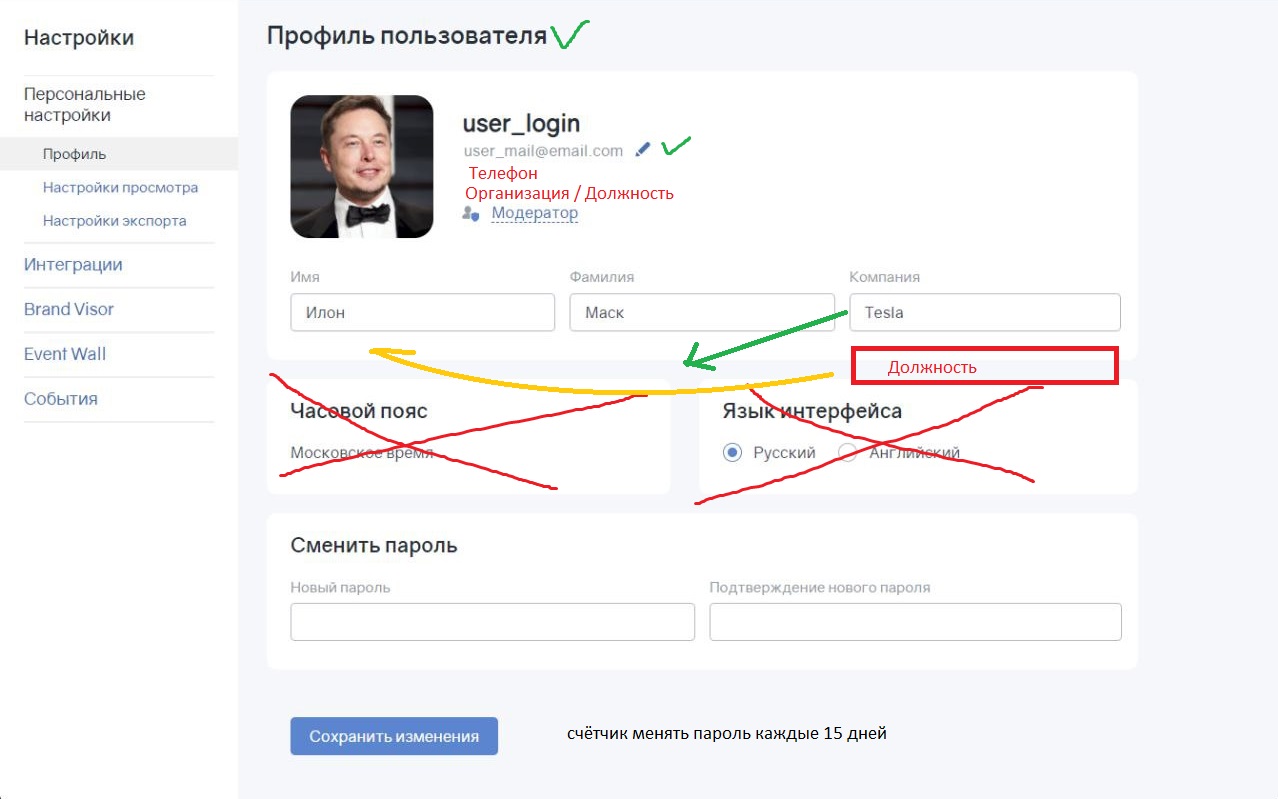 Настройки
Персональные
настройки
Профиль
Настройки просмотра
Настройки экспорта
Интеграции
Brand Visor
Event Wall
События
Профиль пользователя
user_login
user_mail@email.com
Телефон
Организация / Должность
Модератор
Имя
Фамилия
Компания
Илон
Маск
Tesla
Должность
Часовой пояс
Московское время
Язык интерфейса
Русский
Английский
Сменить пароль
Новый пароль
Подтверждение нового пароля
Сохранить изменения
счётчик менять пароль каждые 15 дней